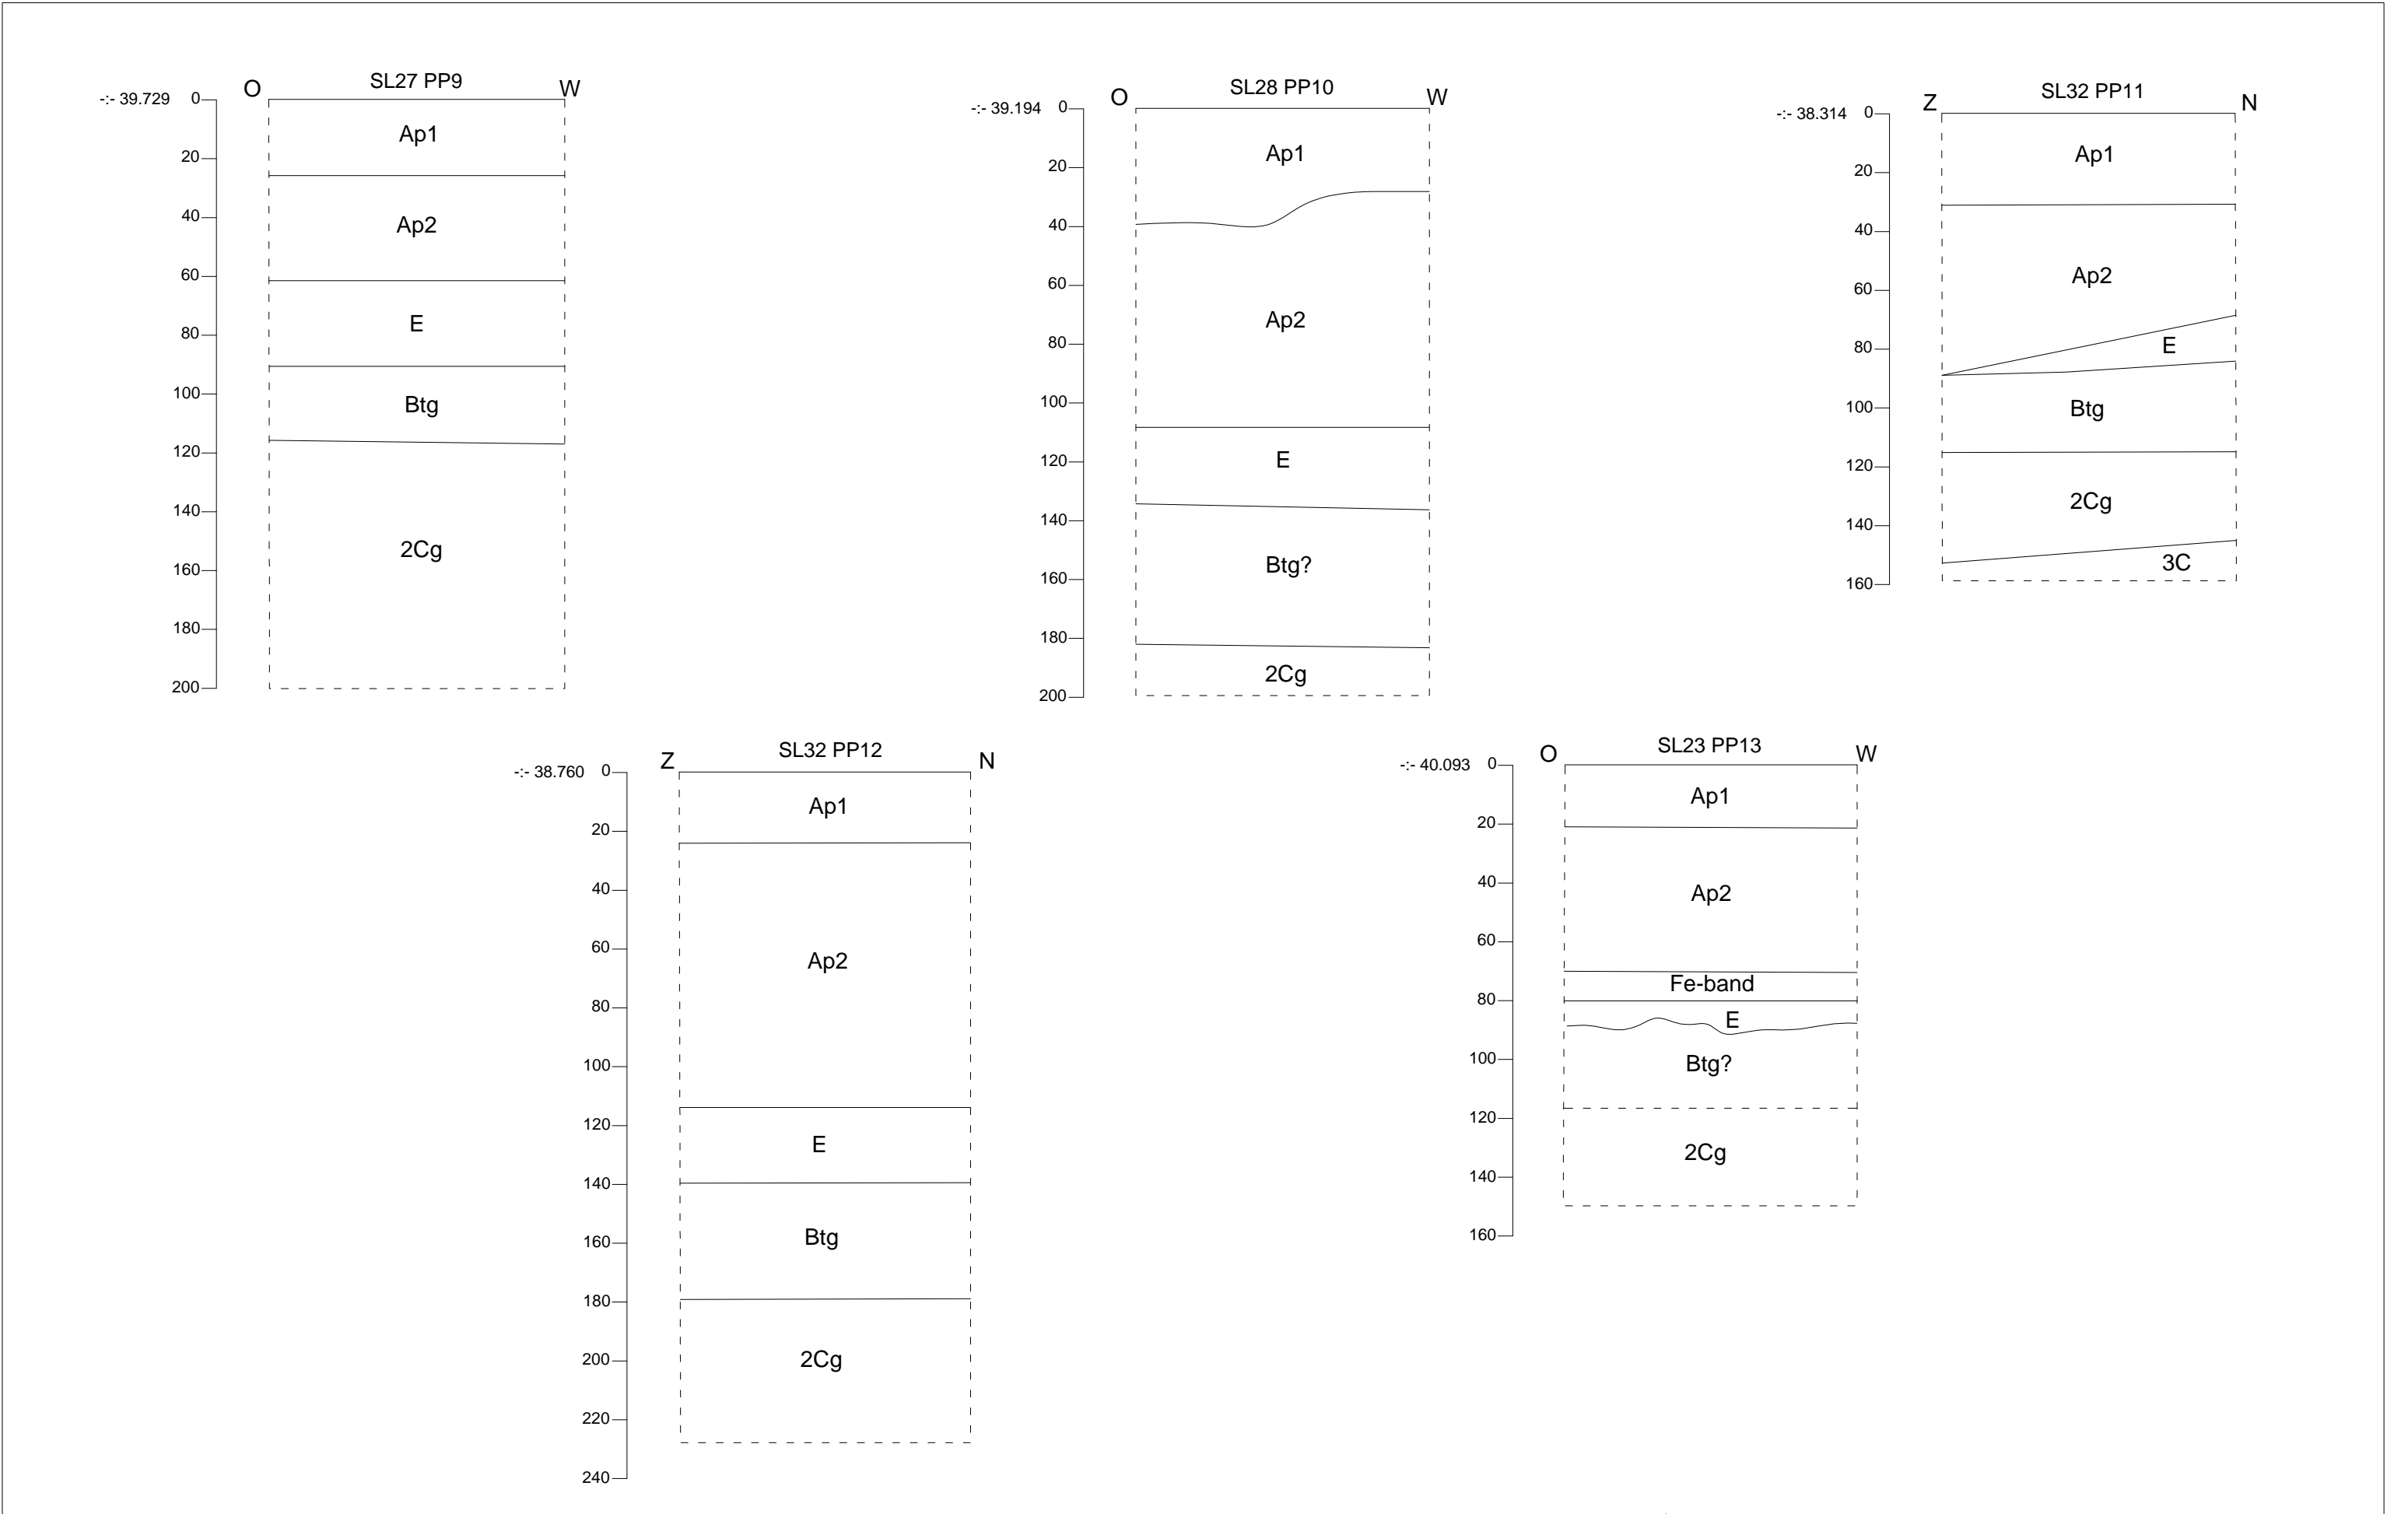 SL27 PP9
O W
-:- 39.729
0
20
40
60
80
100
120
140
160
180
200
Ap1
Ap2
E
Btg
2Cg
SL28 PP10
O W
-:- 39.194
0
20
40
60
80
100
120
140
160
180
200
Ap1
Ap2
E
Btg?
2Cg
SL32 PP11
Z N
-:- 38.314
0
20
40
60
80
100
120
140
160
Ap1
Ap2
E
Btg
2Cg
3C
SL32 PP12
Z N
-:- 38.760
0
20
40
60
80
100
120
140
160
180
200
220
240
Ap1
Ap2
E
Btg
2Cg
SL23 PP13
O W
-:- 40.093
0
20
40
60
80
100
120
140
160
Ap1
Ap2
Fe-band
E
Btg?
2Cg